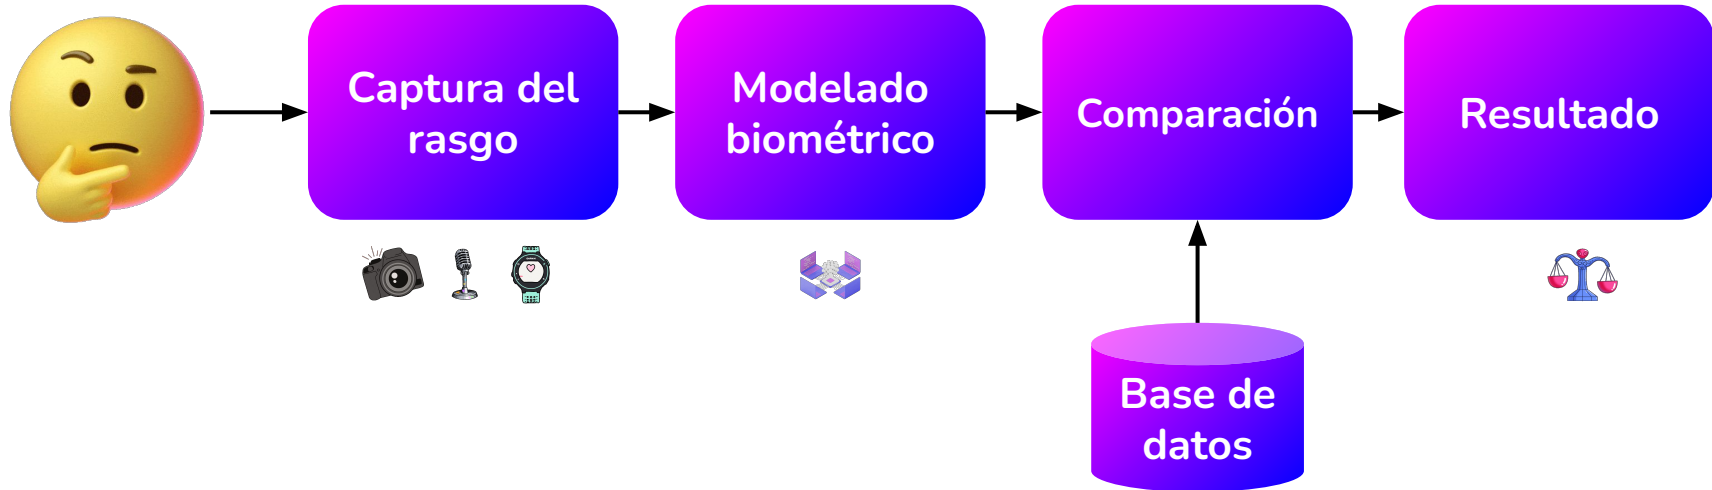 Captura del
rasgo
Modelado
biométrico
Comparación
Resultado
Base de
datos